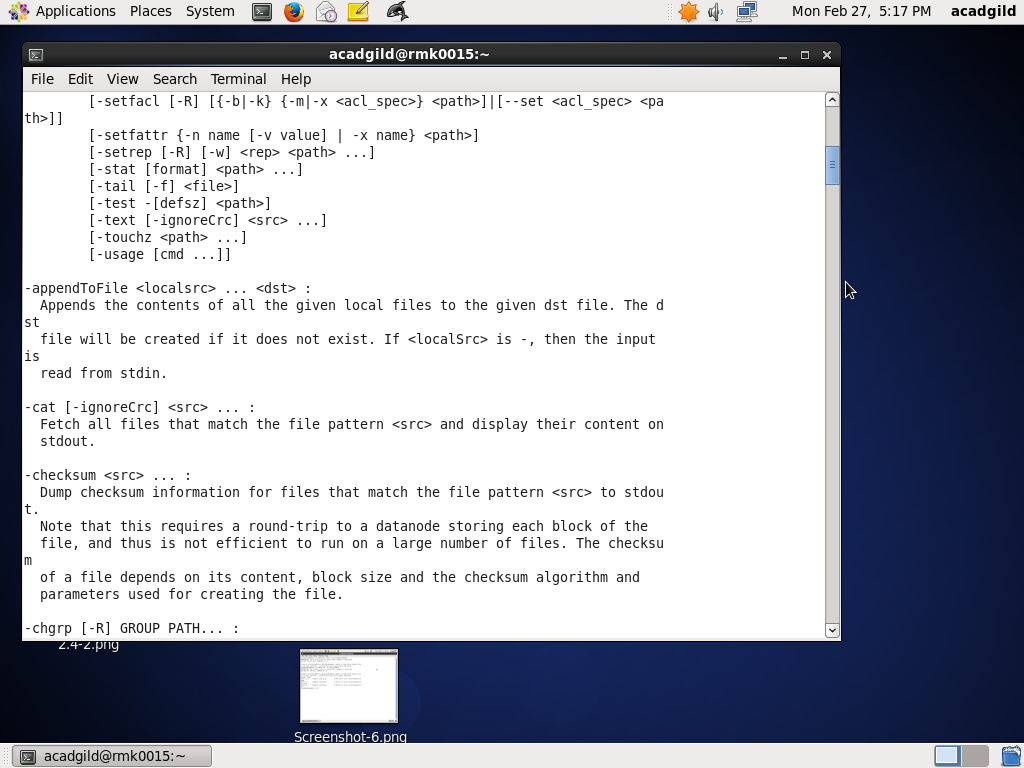 Applications Places System
Mon Feb 27, 5:17 PM acadgild
acadgild@rmk0015:~
File Edit View Search Terminal Help
[-setfacl [-R] [{-b|-k} {-m|-x <acl_spec>} <path>]|[--set <acl_spec> <pa
th>]]
[-setfattr {-n name [-v value] | -x name} <path>]
[-setrep [-R] [-w] <rep> <path> ...]
[-stat [format] <path> ...]
[-tail [-f] <file>]
[-test -[defsz] <path>]
[-text [-ignoreCrc] <src> ...]
[-touchz <path> ...]
[-usage [cmd ...]]
-appendToFile <localsrc> ... <dst> :
Appends the contents of all the given local files to the given dst file. The d
st
file will be created if it does not exist. If <localSrc> is -, then the input
is
read from stdin.
-cat [-ignoreCrc] <src> ... :
Fetch all files that match the file pattern <src> and display their content on
stdout.
-checksum <src> ... :
Dump checksum information for files that match the file pattern <src> to stdou
t.
Note that this requires a round-trip to a datanode storing each block of the
file, and thus is not efficient to run on a large number of files. The checksu
m
of a file depends on its content, block size and the checksum algorithm and
parameters used for creating the file.
-chgrp [-R] GROUP PATH... :
2.4-2.png
Screenshot-6.png
acadgild@rmk0015:~